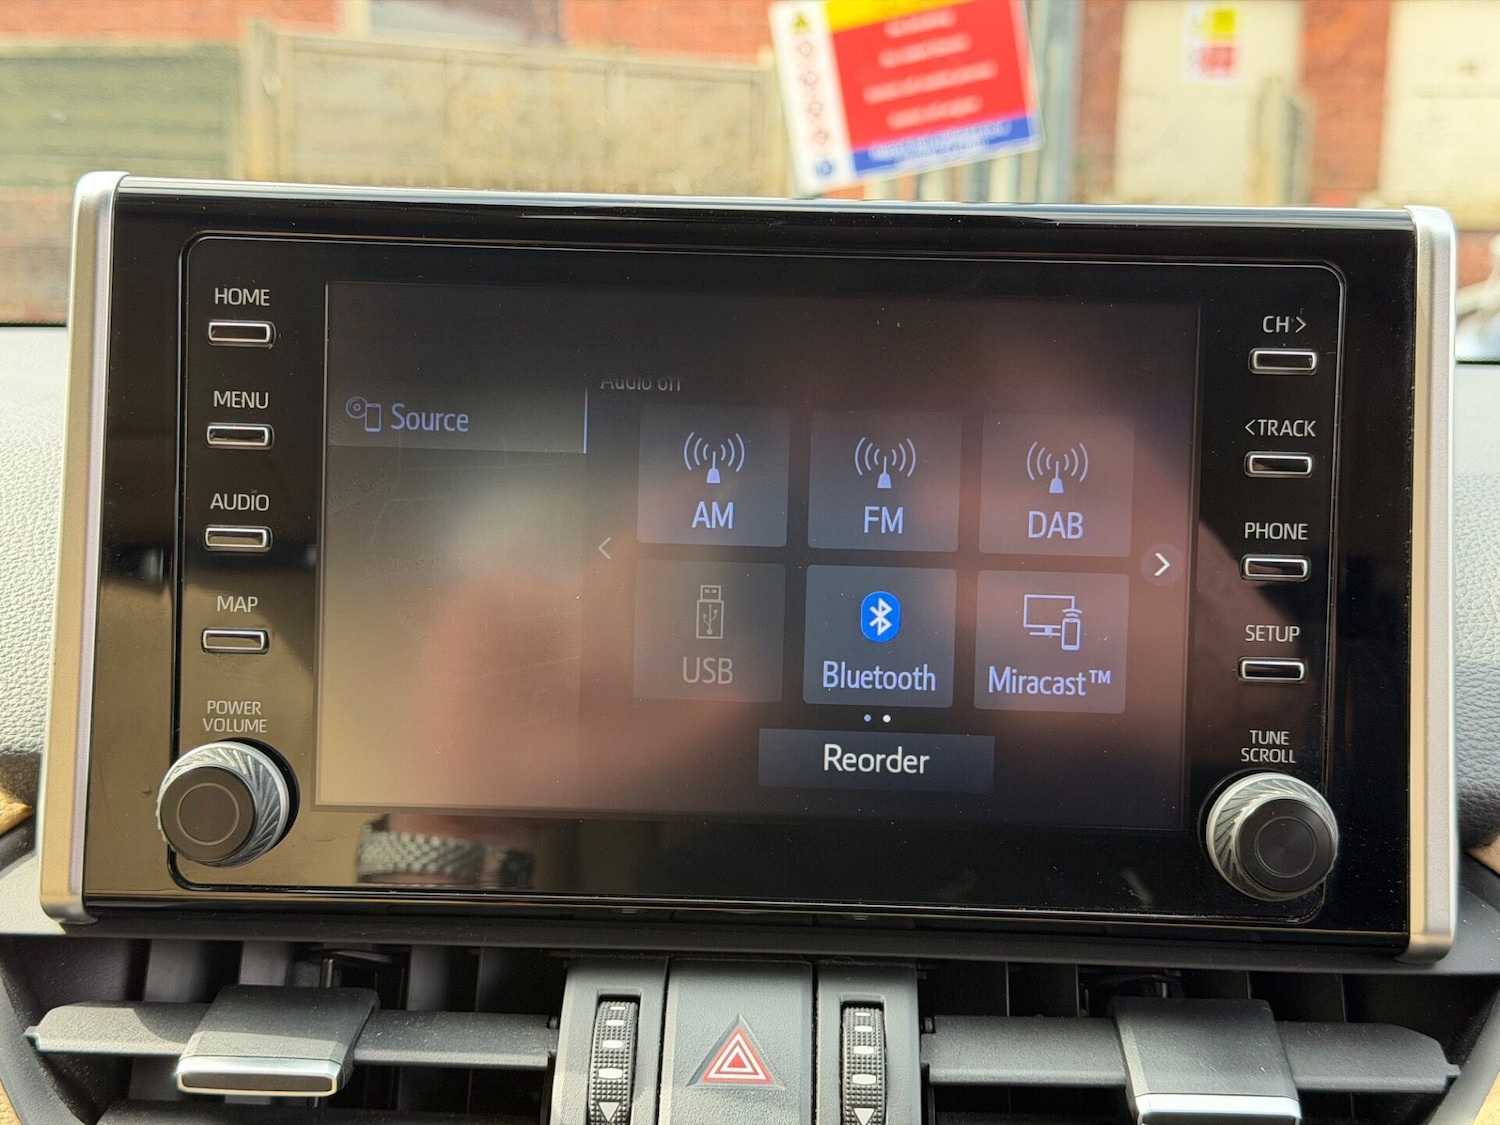 HOME
MENU
AUDIO
MAP
POWER
VOLUME
Audio off
Source
AM
FM
DAB
USB
Bluetooth
Miracast™
Reorder
CH>
<TRACK
PHONE
SETUP
TUNE
SCROLL